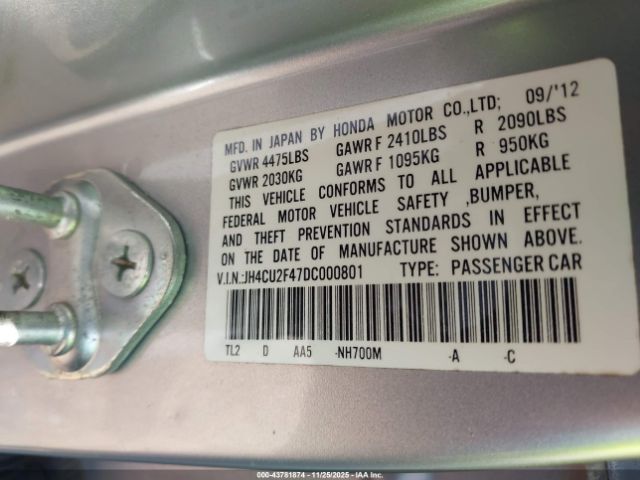 MFD. IN JAPAN BY HONDA MOTOR CO.,LTD; 09/'12
GVWR 4475LBS GAWR F 2410LBS R 2090LBS
GVWR 2030KG GAWR F 1095KG R 950KG
THIS VEHICLE CONFORMS TO ALL APPLICABLE
FEDERAL MOTOR VEHICLE SAFETY ,BUMPER,
AND THEFT PREVENTION STANDARDS IN EFFECT
ON THE DATE OF MANUFACTURE SHOWN ABOVE.
V.I.N.:JH4CU2F47DC000801 TYPE: PASSENGER CAR
TL2 D AA5 -NH700M -A -C
000-43781874 | 11/25/2025 | IAA Inc.